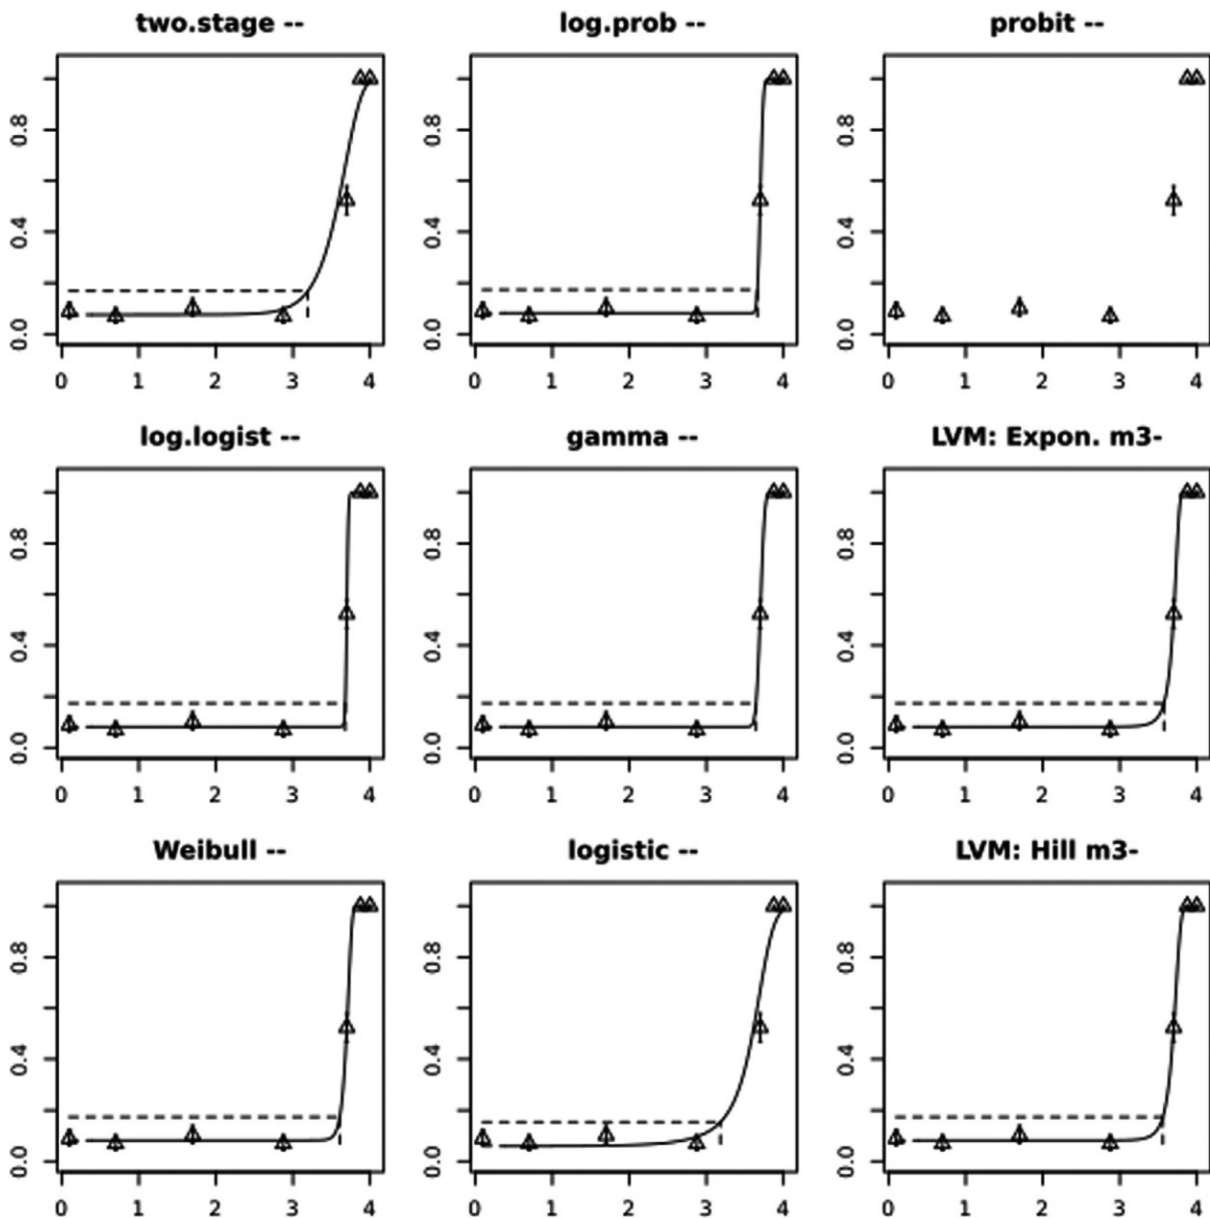 two.stage -- log.prob -- probit --
0.8 0.8 0.8
0.4 0.4 0.4
0.0 0.0 0.0
0 1 2 3 4 0 1 2 3 4 0 1 2 3 4
log.logist -- gamma -- LVM: Expon. m3-
0.8 0.8 0.8
0.4 0.4 0.4
0.0 0.0 0.0
0 1 2 3 4 0 1 2 3 4 0 1 2 3 4
Weibull -- logistic -- LVM: Hill m3-
0.8 0.8 0.8
0.4 0.4 0.4
0.0 0.0 0.0
0 1 2 3 4 0 1 2 3 4 0 1 2 3 4